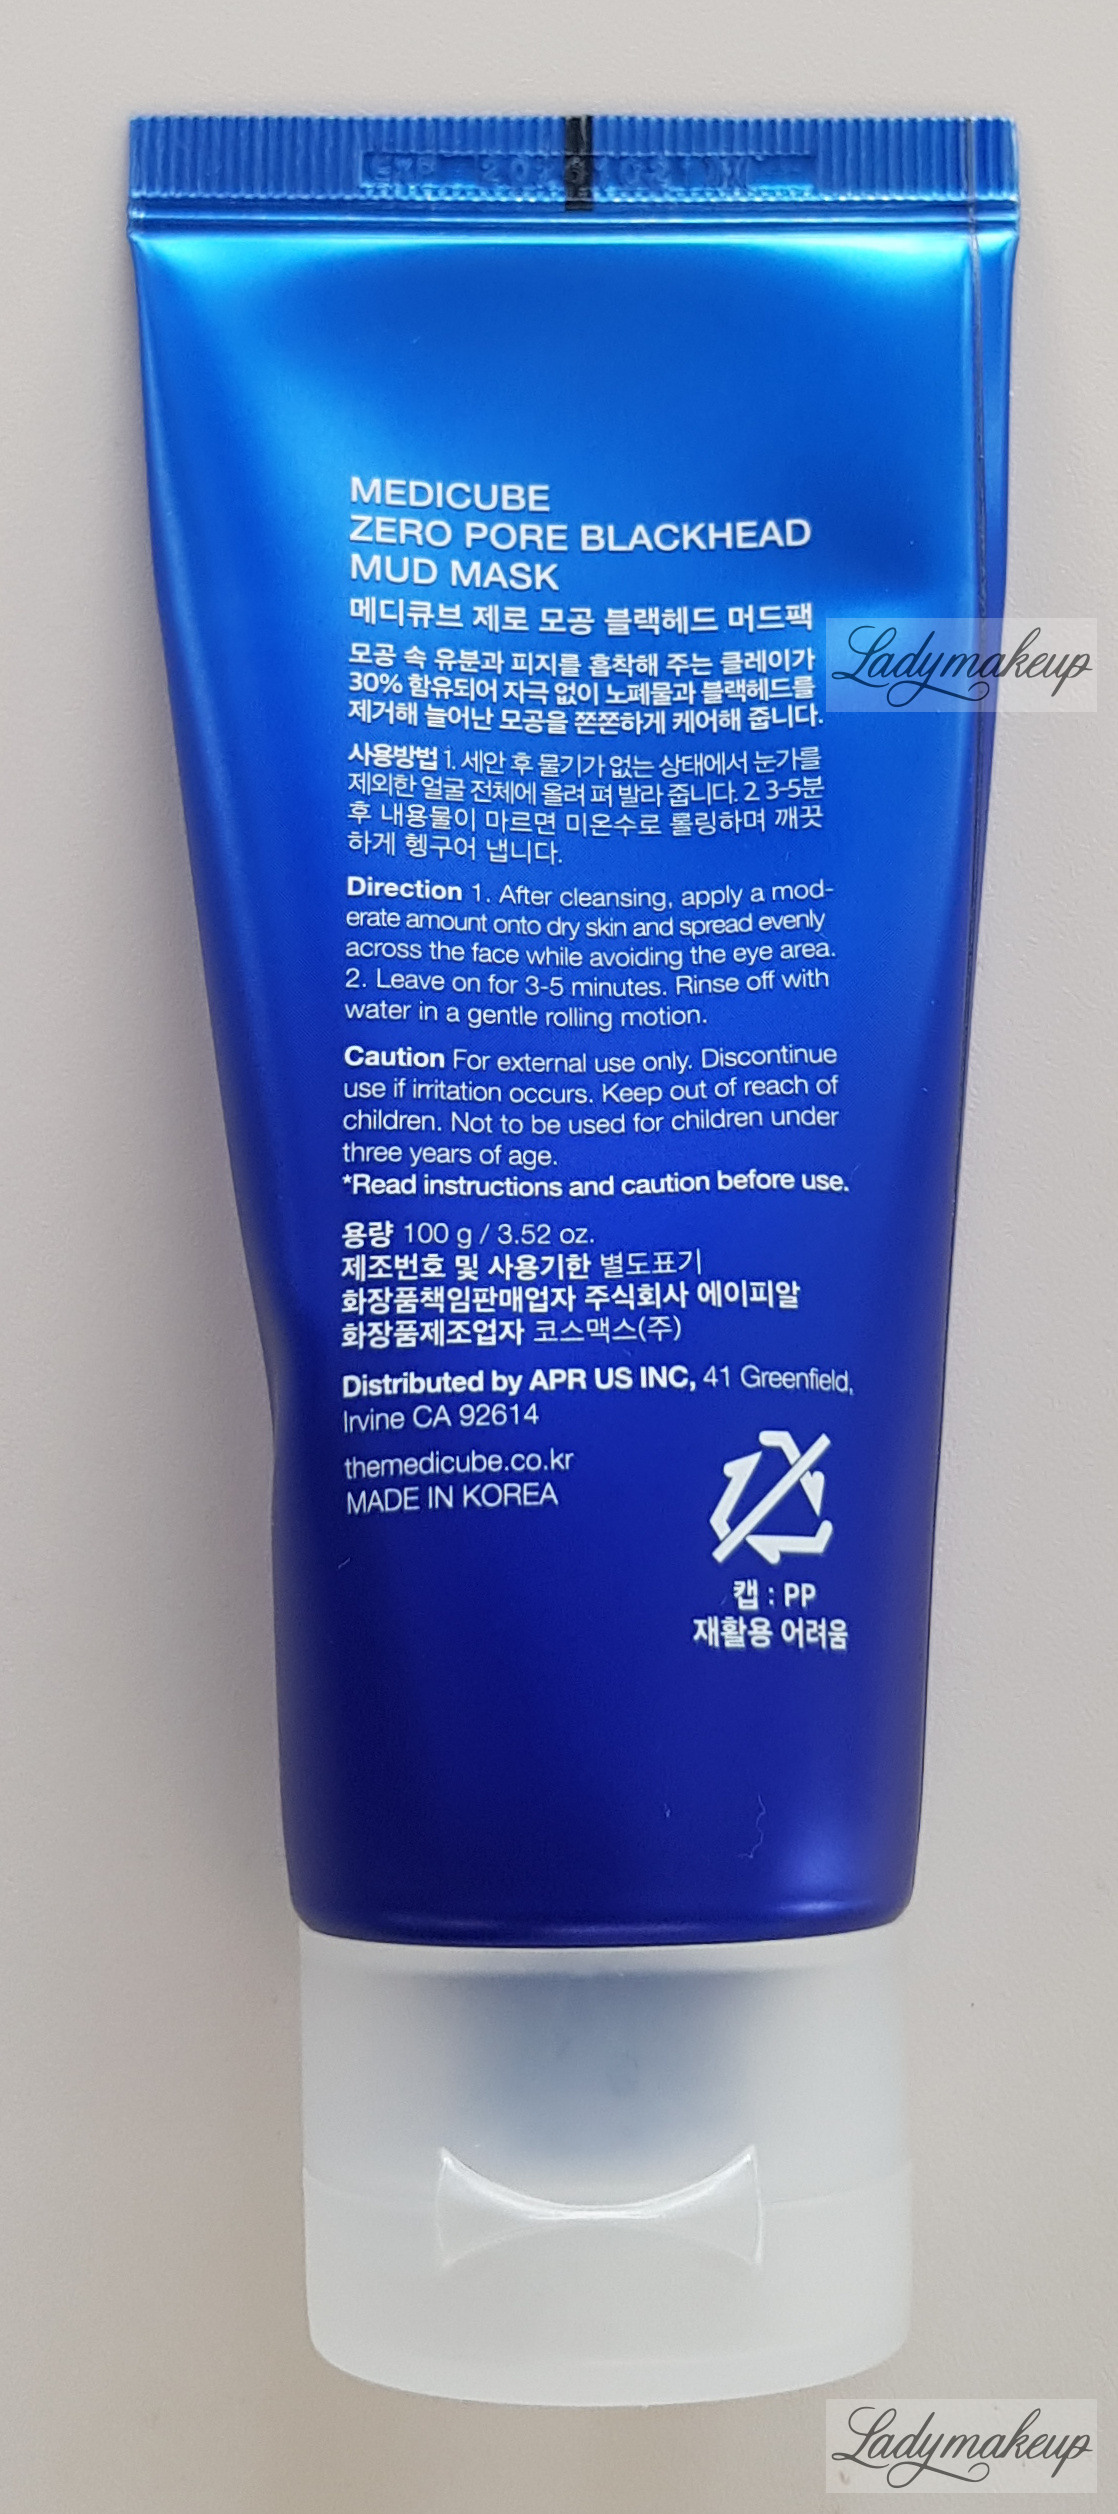 MEDICUBE
ZERO PORE BLACKHEAD
MUD MASK
메디큐브 제로 모공 블랙헤드 머드팩
모공 속 유분과 피지를 흡착해 주는 클레이가
30% 함유되어 자극 없이 노폐물과 블랙헤드를
제거해 늘어난 모공을 쫀쫀하게 케어해 줍니다.
사용방법 1. 세안 후 물기가 없는 상태에서 눈가를
제외한 얼굴 전체에 올려 펴 발라 줍니다. 2. 3-5분
후 내용물이 마르면 미온수로 롤링하며 깨끗
하게 헹구어 냅니다.
Direction 1. After cleansing, apply a mod-
erate amount onto dry skin and spread evenly
across the face while avoiding the eye area.
2. Leave on for 3-5 minutes. Rinse off with
water in a gentle rolling motion.
Caution For external use only. Discontinue
use if irritation occurs. Keep out of reach of
children. Not to be used for children under
three years of age.
*Read instructions and caution before use.
용량 100 g / 3.52 oz.
제조번호 및 사용기한 별도표기
화장품책임판매업자 주식회사 에이피알
화장품제조업자 코스맥스(주)
Distributed by APR US INC, 41 Greenfield,
Irvine CA 92614
themedicube.co.kr
MADE IN KOREA
캡 : PP
재활용 어려움
Ladymakeup
Ladymakeup